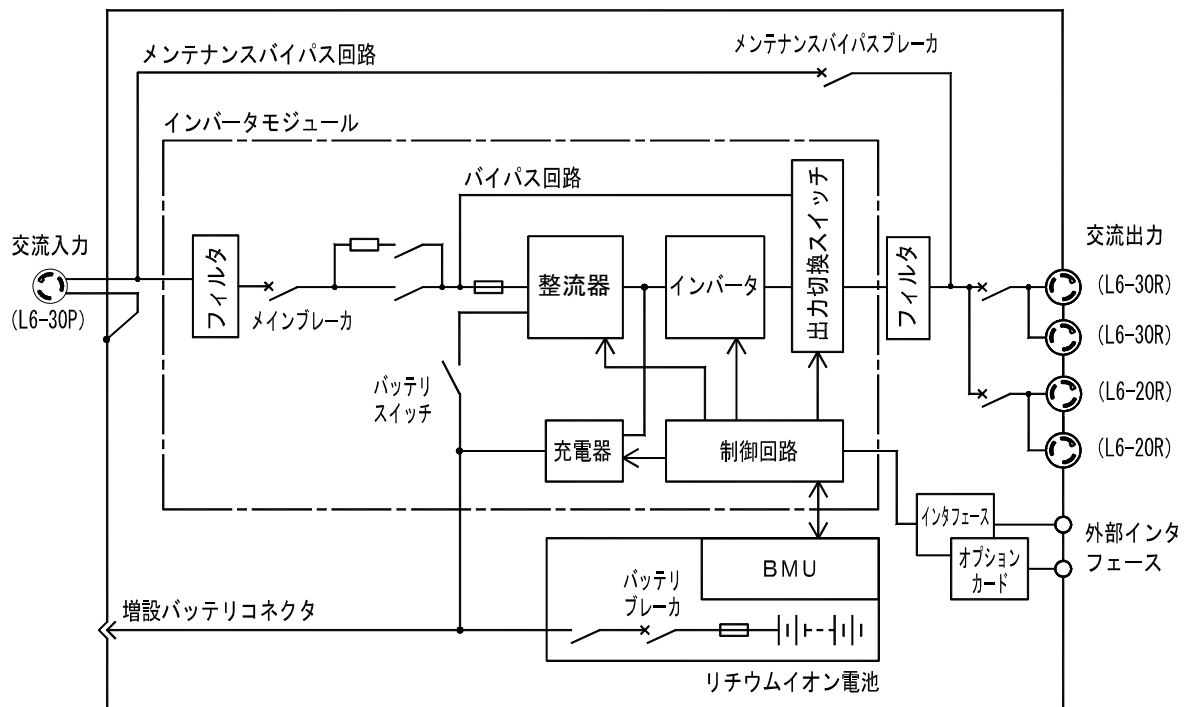 メンテナンスバイパス回路
メンテナンスバイパスブレーカ
インバータモジュール
バイパス回路
交流入力
(L6-30P)
フィルタ
メインブレーカ
整流器
インバータ
出力切換スイッチ
フィルタ
交流出力
(L6-30R)
(L6-30R)
(L6-20R)
(L6-20R)
バッテリ
スイッチ
充電器
制御回路
インタフェース
オプション
カード
外部インタ
フェース
BMU
バッテリ
ブレーカ
増設バッテリコネクタ
リチウムイオン電池